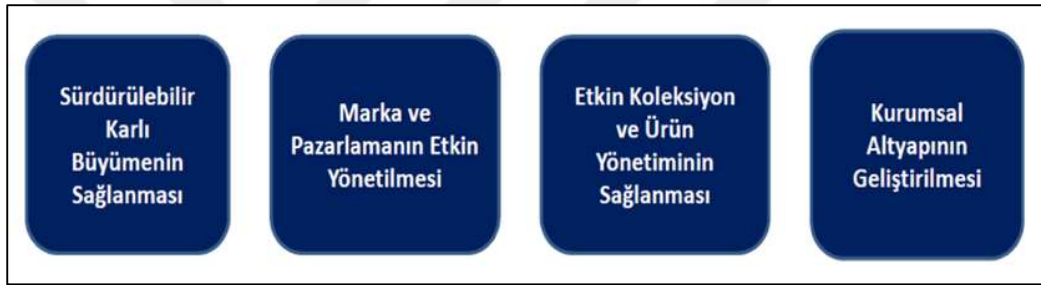 Sürdürülebilir
Karlı
Büyümenin
Sağlanması
Marka ve
Pazarlamanın Etkin
Yönetilmesi
Etkin Koleksiyon
ve Ürün
Yönetiminin
Sağlanması
Kurumsal
Altyapının
Geliştirilmesi